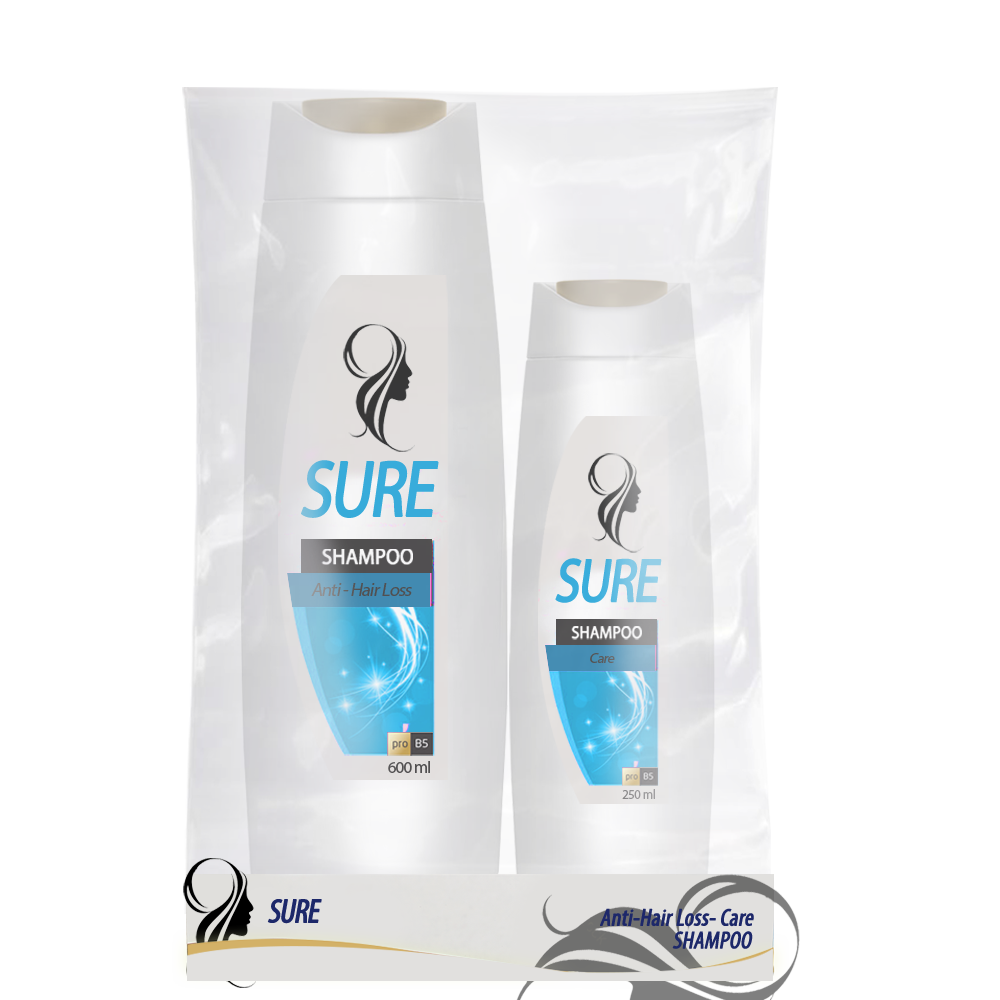 SURE
SHAMPOO
Anti - Hair Loss
pro B5
600 ml
SURE
SHAMPOO
Care
pro B5
250 ml
SURE
Anti-Hair Loss- Care
SHAMPOO